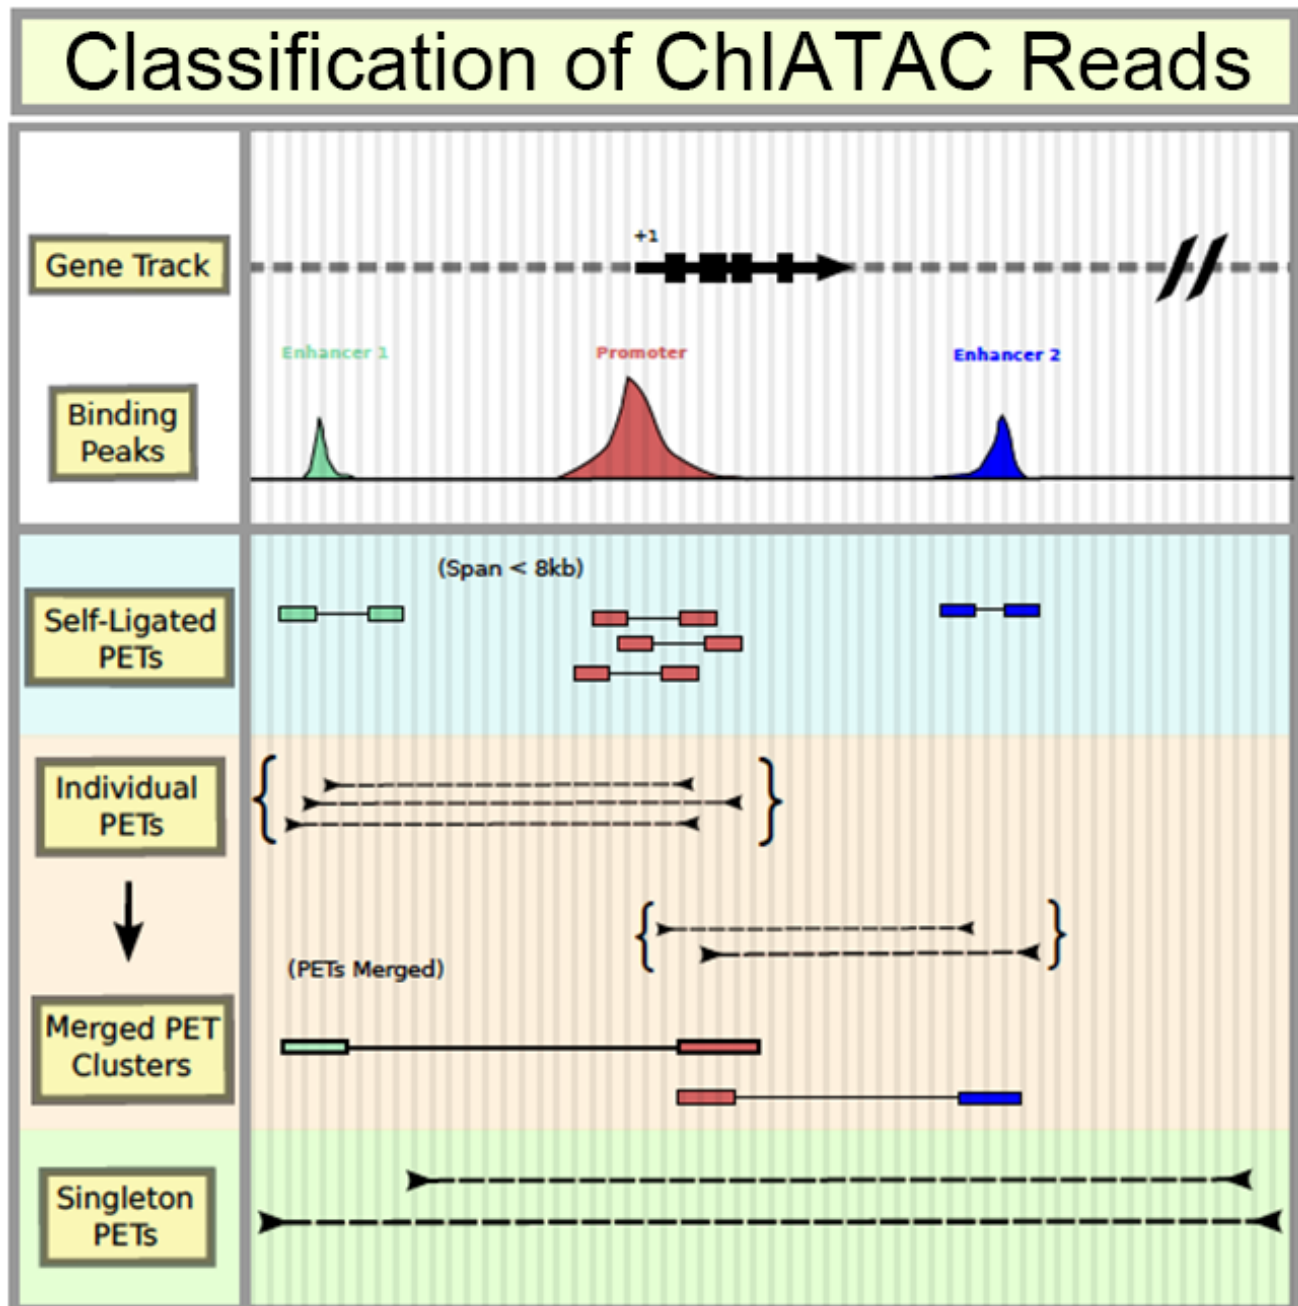 Classification of ChIATAC Reads
+1
Gene Track
Enhancer 1
Promoter
Enhancer 2
Binding
Peaks
(Span < 8kb)
Self-Ligated
PETs
Individual
PETs
(PETs Merged)
Merged PET
Clusters
Singleton
PETs